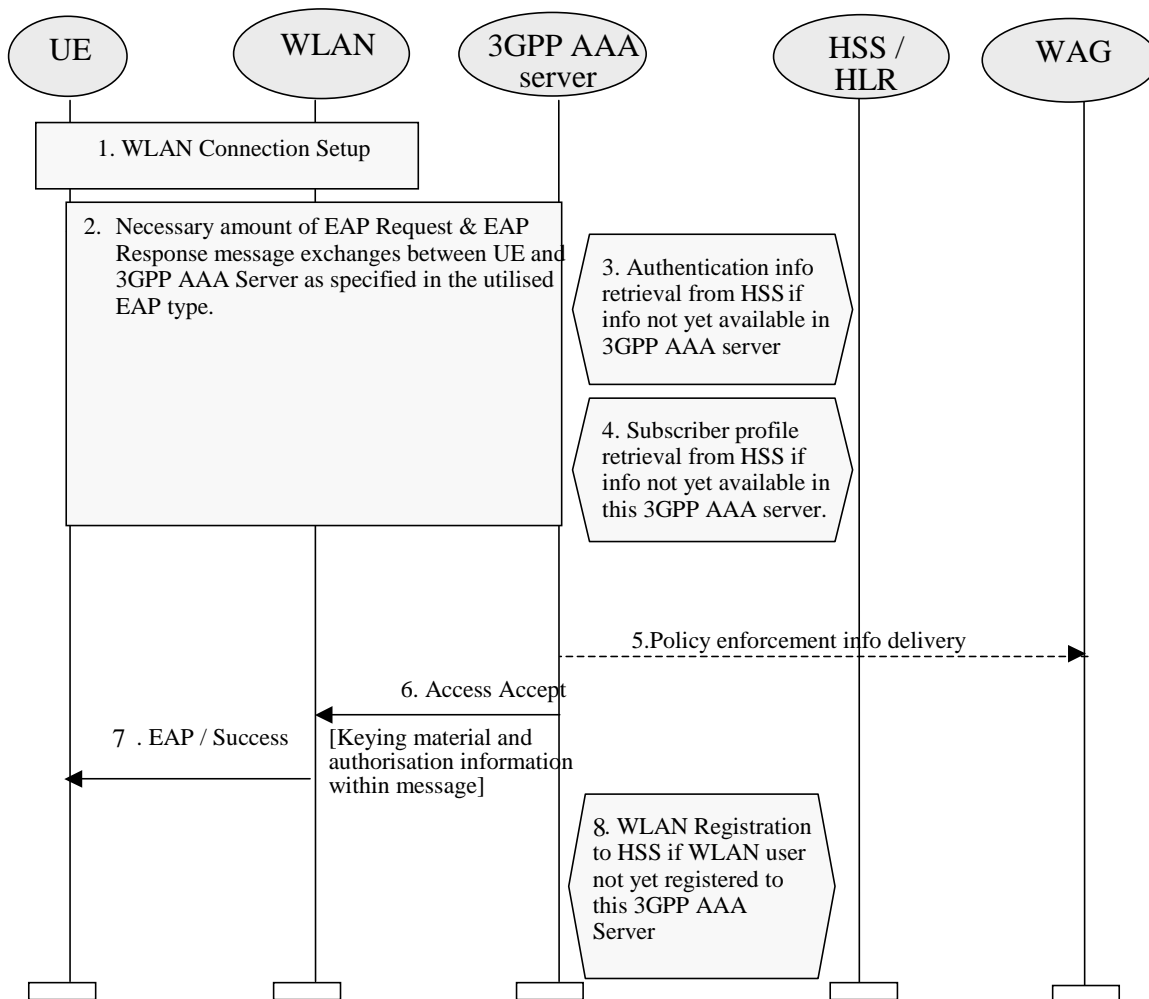 UE
WLAN
3GPP AAA
server
HSS /
HLR
WAG
1. WLAN Connection Setup
2. Necessary amount of EAP Request & EAP
Response message exchanges between UE and
3GPP AAA Server as specified in the utilised
EAP type.
3. Authentication info
retrieval from HSS if
info not yet available in
3GPP AAA server
4. Subscriber profile
retrieval from HSS if
info not yet available in
this 3GPP AAA server.
5.Policy enforcement info delivery
6. Access Accept
[Keying material and
authorisation information
within message]
7 . EAP / Success
8. WLAN Registration
to HSS if WLAN user
not yet registered to
this 3GPP AAA
Server